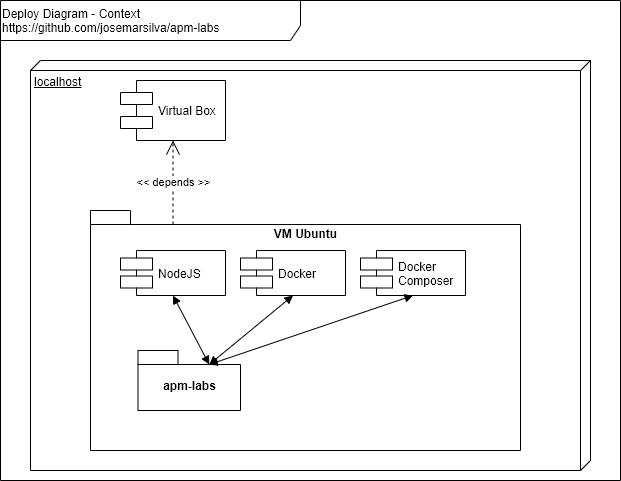 Deploy Diagram - Context
https://github.com/josemarsilva/apm-labs
localhost
Virtual Box
<< depends >>
VM Ubuntu
NodeJS
Docker
Docker
Composer
apm-labs